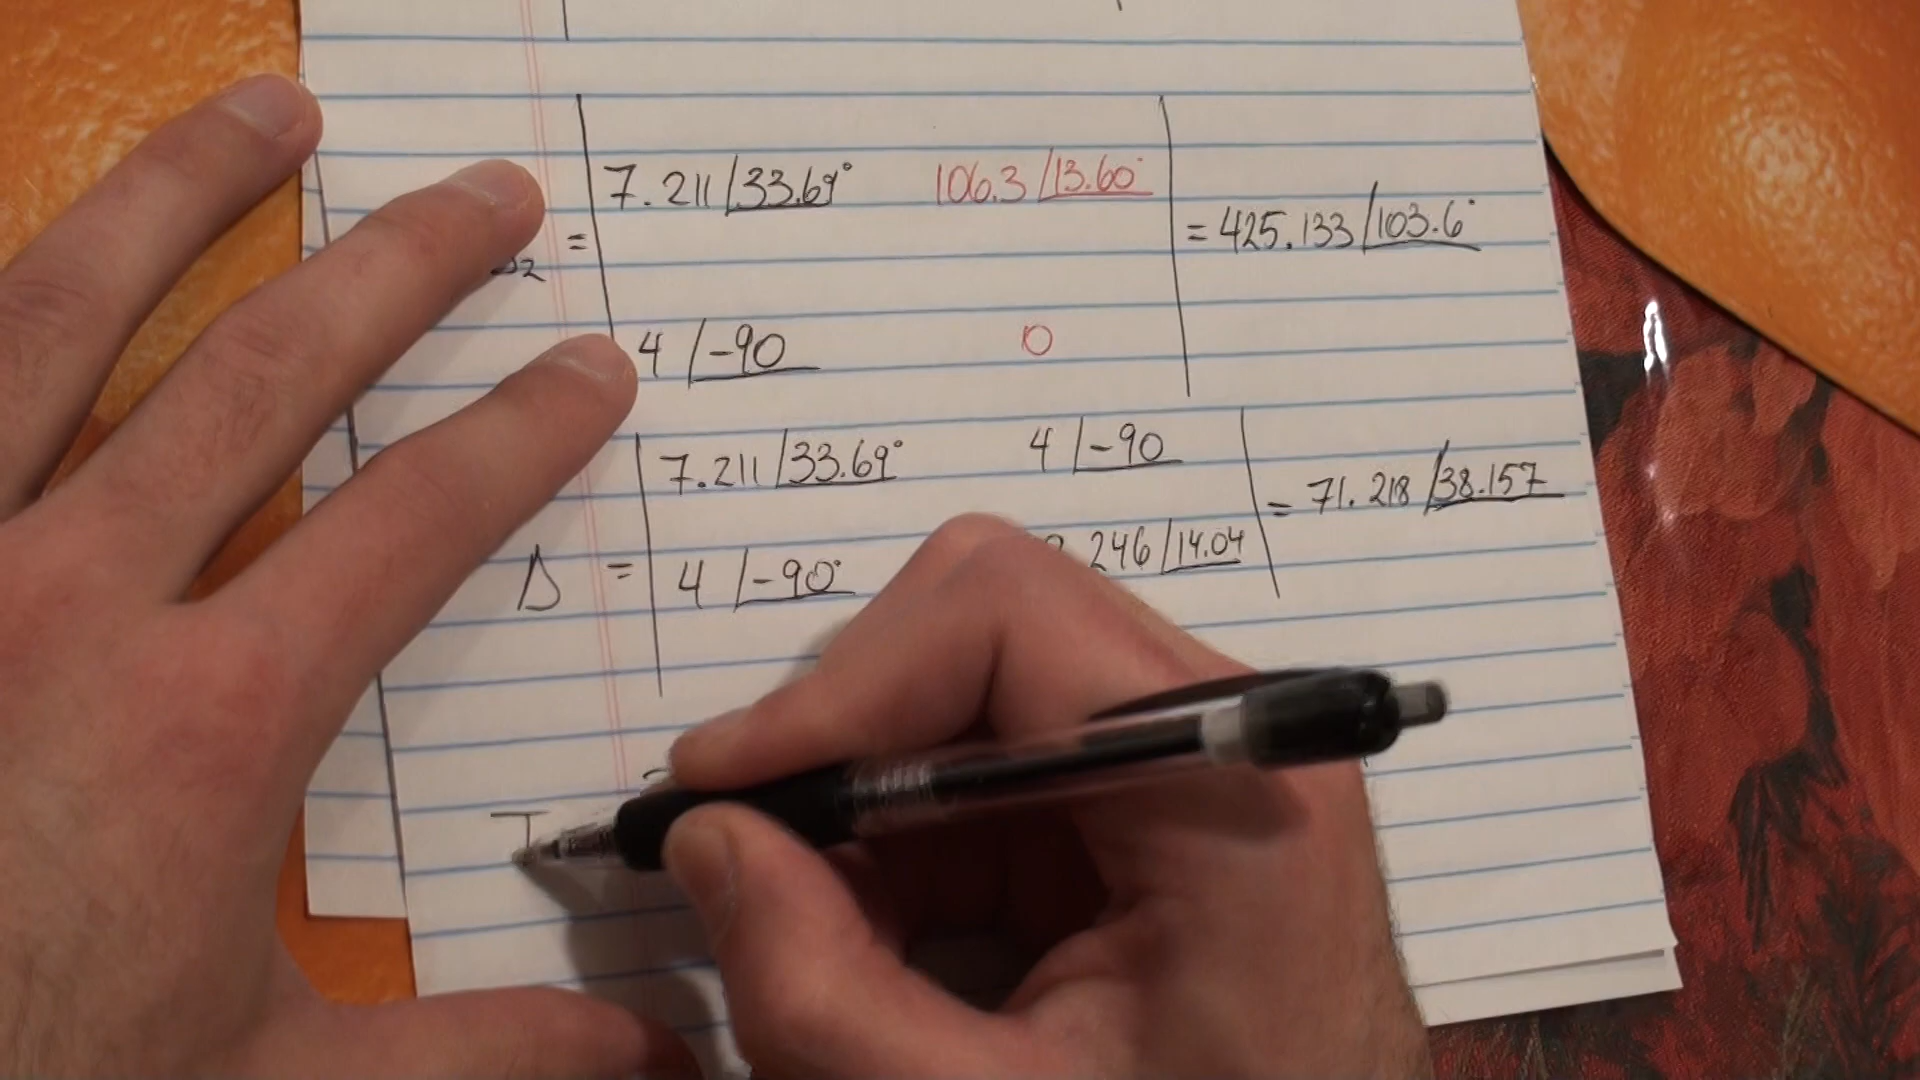 7.211 /33.69° 106.3 /13.60°
Δ2 = = 425.133 /103.6°
4 /-90 0
7.211 /33.69° 4 /-90
= 71.218 /38.157
Δ = 4 /-90° 246 /14.04
I